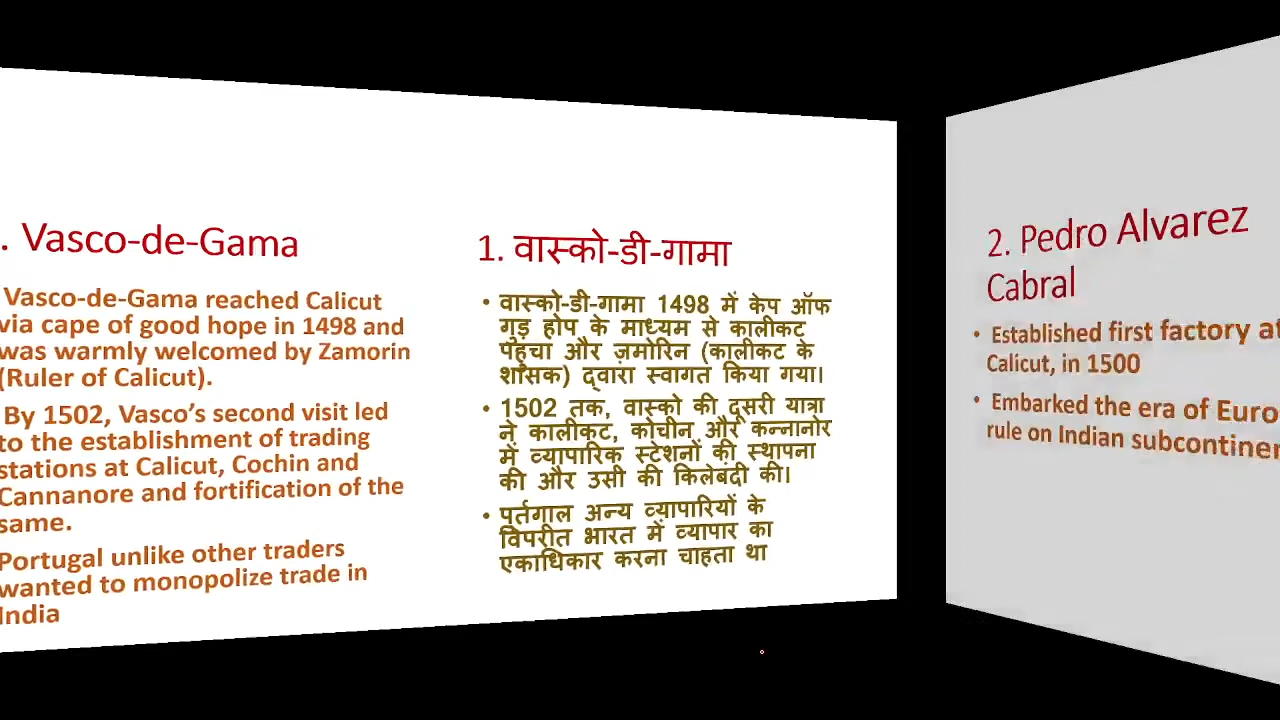 . Vasco-de-Gama
Vasco-de-Gama reached Calicut
via cape of good hope in 1498 and
was warmly welcomed by Zamorin
(Ruler of Calicut).
By 1502, Vasco's second visit led
to the establishment of trading
stations at Calicut, Cochin and
Cannanore and fortification of the
same.
Portugal unlike other traders
wanted to monopolize trade in
India
1. वास्को-डी-गामा
• वास्को-डी-गामा 1498 में केप ऑफ
गुड होप के माध्यम से कालीकट
पहुंचा और ज़मोरिन (कालीकट के
शासक) द्वारा स्वागत किया गया।
• 1502 तक, वास्को की दूसरी यात्रा
ने कालीकट, कोचीन और कन्नानोर
में व्यापारिक स्टेशनों की स्थापना
की और उसी की किलेबंदी की।
• पुर्तगाल अन्य व्यापारियों के
विपरीत भारत में व्यापार का
एकाधिकार करना चाहता था
2. Pedro Alvarez
Cabral
• Established first factory at
Calicut, in 1500
• Embarked the era of Euro
rule on Indian subcontinen